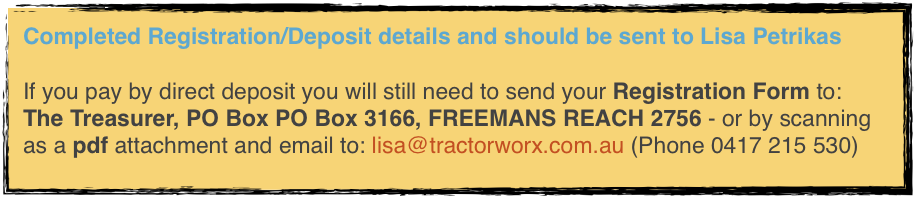 Completed Registration/Deposit details and should be sent to Lisa Petrikas
If you pay by direct deposit you will still need to send your Registration Form to:
The Treasurer, PO Box PO Box 3166, FREEMANS REACH 2756 - or by scanning
as a pdf attachment and email to: lisa@tractorworx.com.au (Phone 0417 215 530)